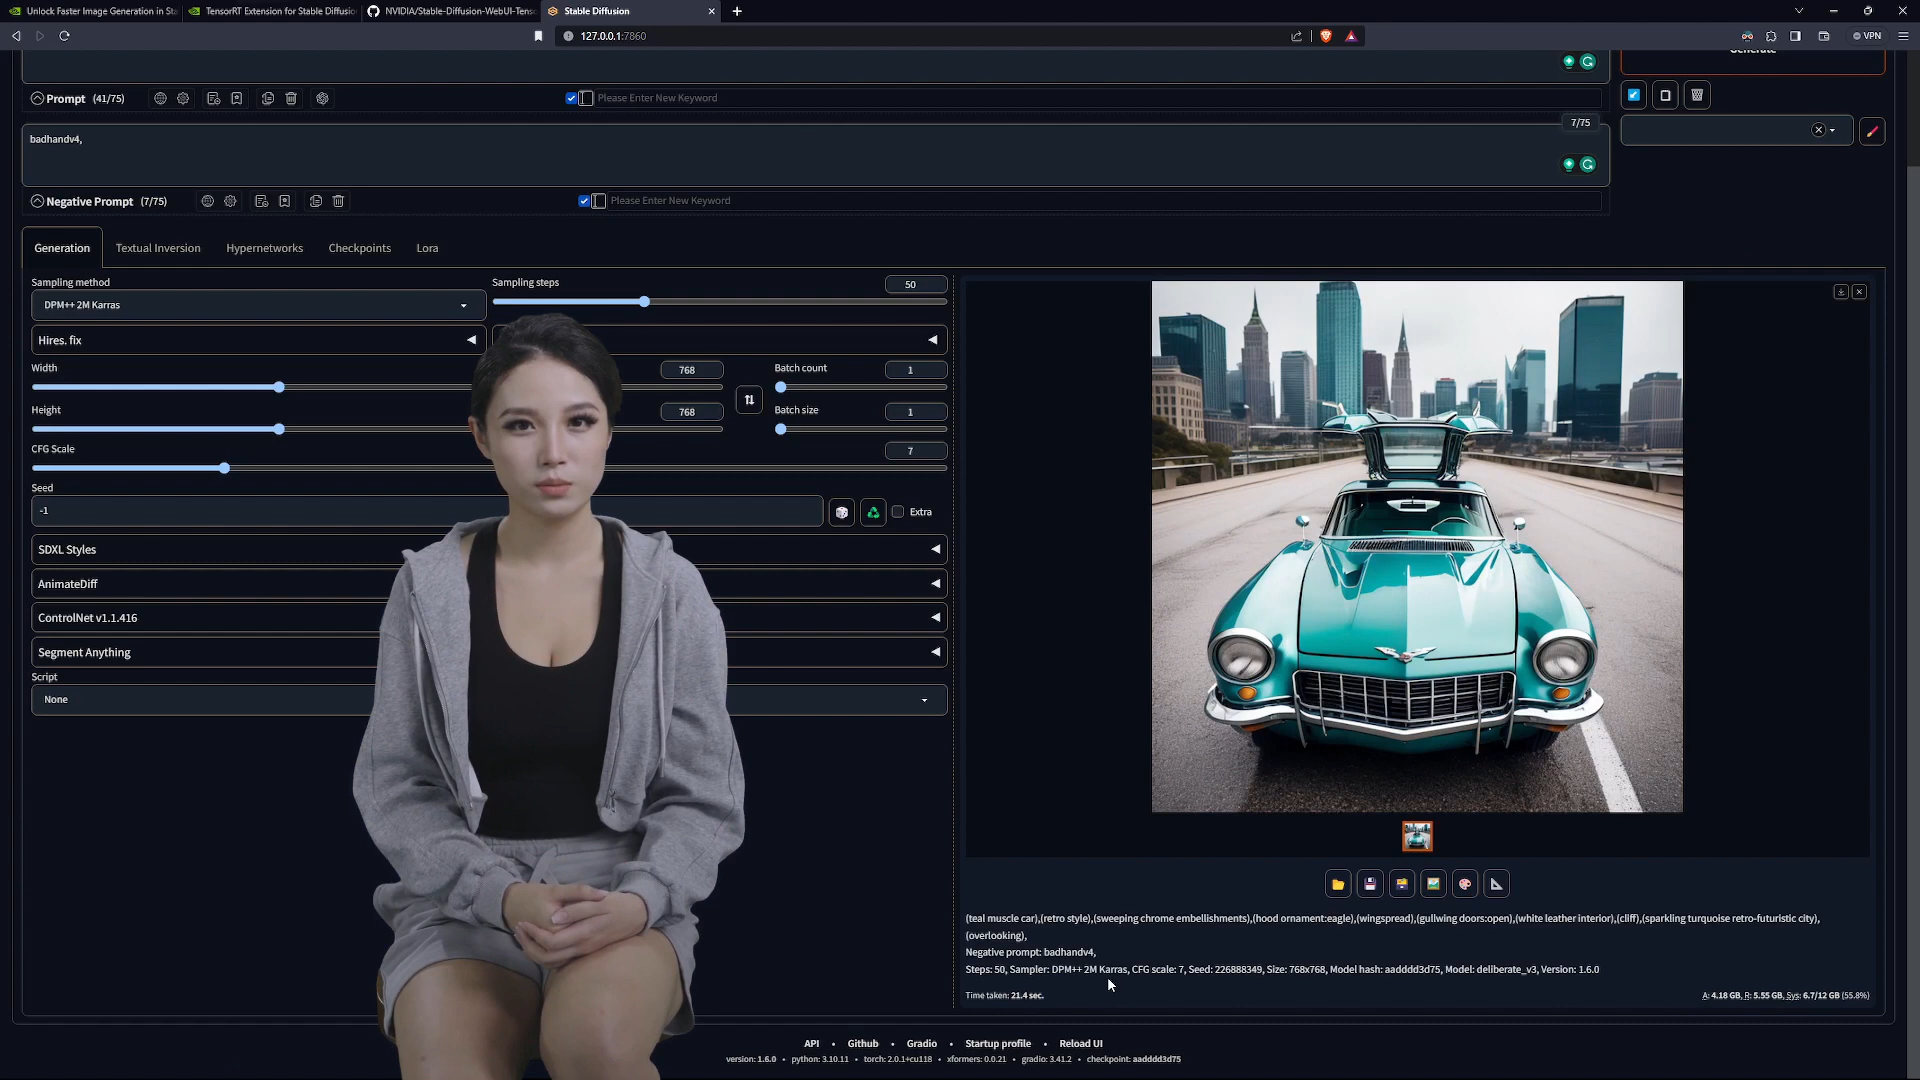 Unlock Faster Image Generation in Sta
TensorRT Extension for Stable Diffusio
NVIDIA/Stable-Diffusion-WebUI-Tens
Stable Diffusion
127.0.0.1:7860
VPN
Generate
Prompt (41/75)
Please Enter New Keyword
7/75
badhandv4,
Negative Prompt (7/75)
Please Enter New Keyword
Generation
Textual Inversion
Hypernetworks
Checkpoints
Lora
Sampling method
DPM++ 2M Karras
Sampling steps
50
Hires. fix
Width
768
Batch count
1
Height
768
Batch size
1
CFG Scale
7
Seed
-1
Extra
SDXL Styles
AnimateDiff
ControlNet v1.1.416
Segment Anything
Script
None
(teal muscle car),(retro style),(sweeping chrome embellishments),(hood ornament:eagle),(wingspread),(gullwing doors:open),(white leather interior),(cliff),(sparkling turquoise retro-futuristic city),
(overlooking),
Negative prompt: badhandv4,
Steps: 50, Sampler: DPM++ 2M Karras, CFG scale: 7, Seed: 226888349, Size: 768x768, Model hash: aadddd3d75, Model: deliberate_v3, Version: 1.6.0
Time taken: 21.4 sec.
A: 4.18 GB, R: 5.55 GB, Sys: 6.7/12 GB (55.8%)
API • Github • Gradio • Startup profile • Reload UI
version: 1.6.0 • python: 3.10.11 • torch: 2.0.1+cu118 • xformers: 0.0.21 • gradio: 3.41.2 • checkpoint: aadddd3d75